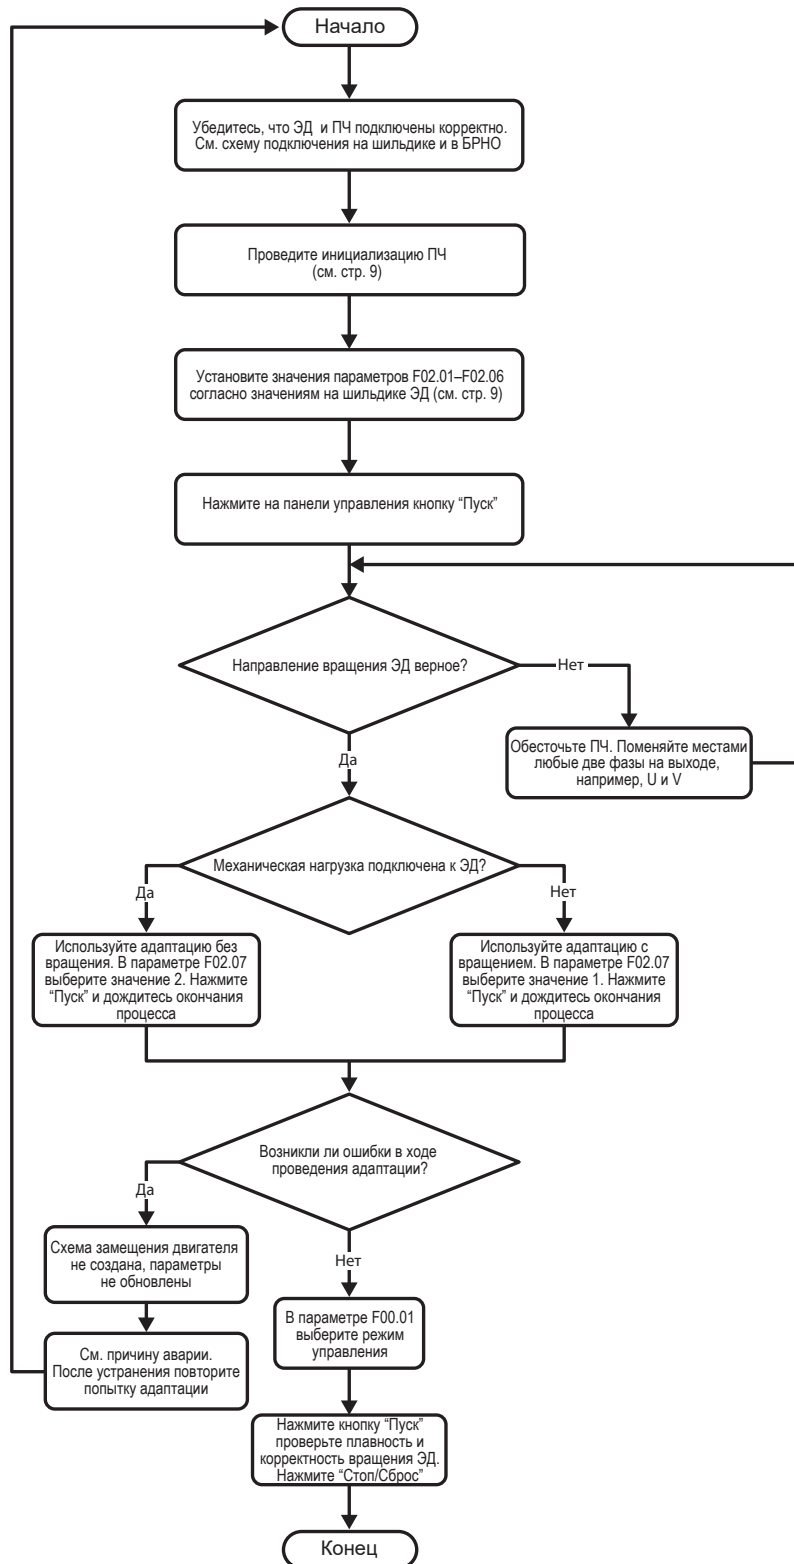 Начало
Убедитесь, что ЭД и ПЧ подключены корректно.
См. схему подключения на шильдике и в БРНО
Проведите инициализацию ПЧ
(см. стр. 9)
Установите значения параметров F02.01–F02.06
согласно значениям на шильдике ЭД (см. стр. 9)
Нажмите на панели управления кнопку “Пуск”
Направление вращения ЭД верное?
Нет
Обесточьте ПЧ. Поменяйте местами
любые две фазы на выходе,
например, U и V
Да
Механическая нагрузка подключена к ЭД?
Да
Нет
Используйте адаптацию без
вращения. В параметре F02.07
выберите значение 2. Нажмите
“Пуск” и дождитесь окончания
процесса
Используйте адаптацию с
вращением. В параметре F02.07
выберите значение 1. Нажмите
“Пуск” и дождитесь окончания
процесса
Возникли ли ошибки в ходе
проведения адаптации?
Да
Схема замещения двигателя
не создана, параметры
не обновлены
Нет
В параметре F00.01
выберите режим
управления
См. причину аварии.
После устранения повторите
попытку адаптации
Нажмите кнопку “Пуск”
проверьте плавность и
корректность вращения ЭД.
Нажмите “Стоп/Сброс”
Конец